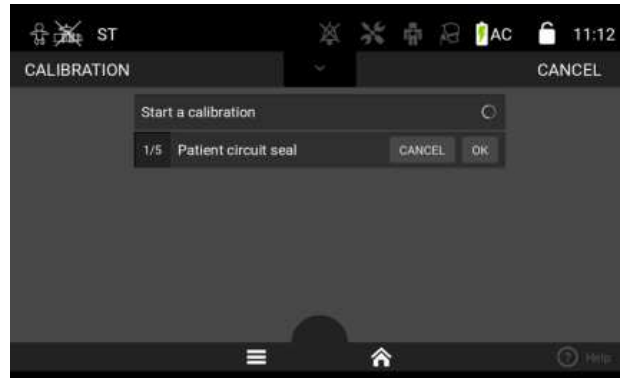 ST AC 11:12
CALIBRATION CANCEL
Start a calibration
1/5 Patient circuit seal CANCEL OK
? Help